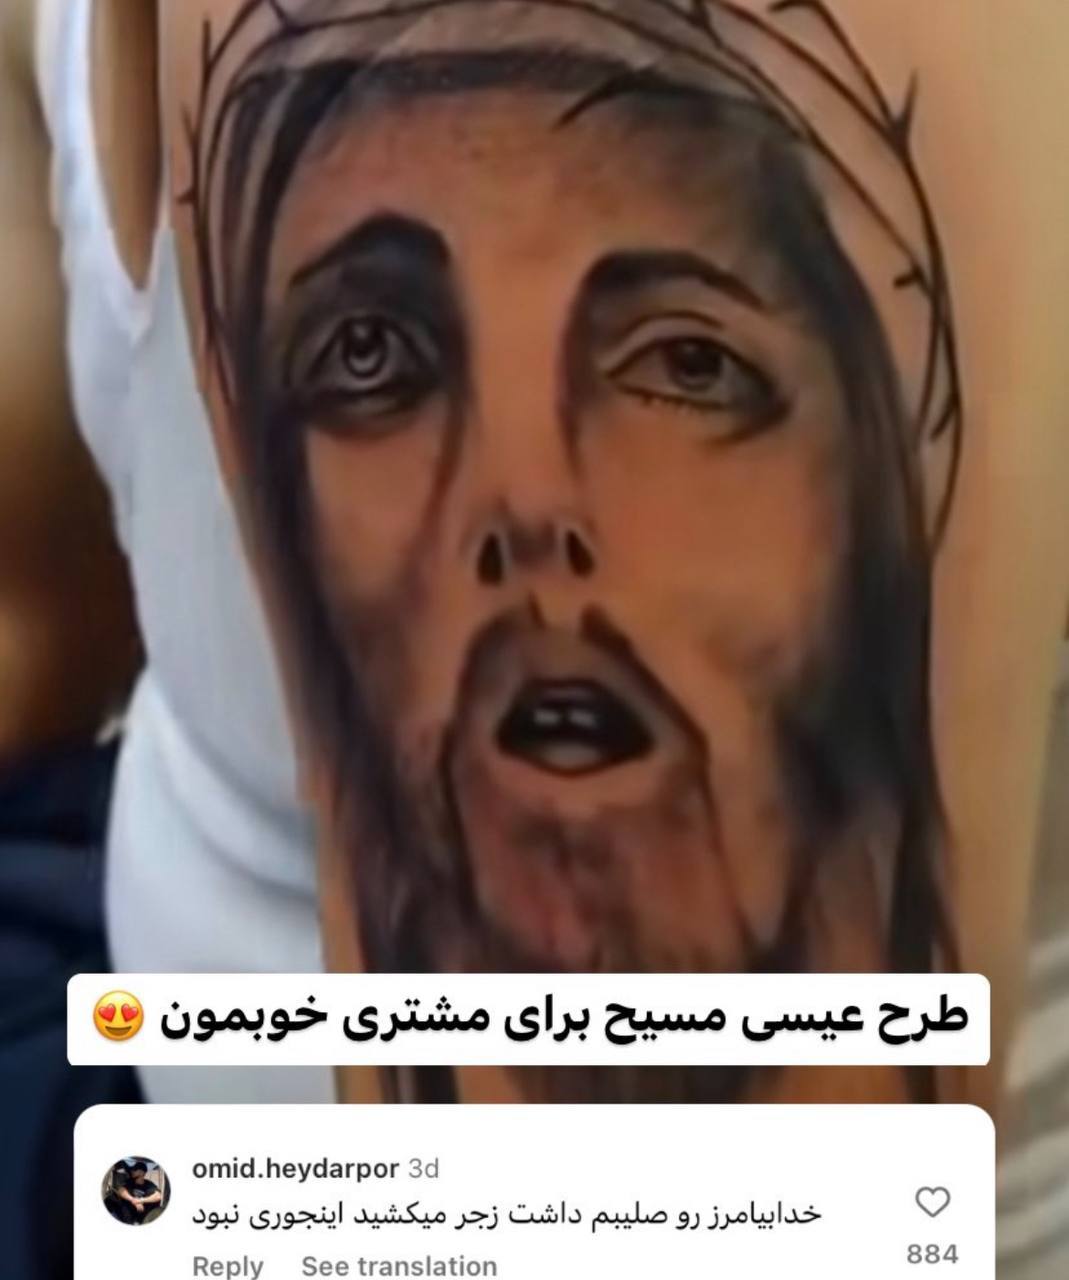 طرح عیسی مسیح برای مشتری خوبمون 😍
omid.heydarpor 3d
خدابیامرز رو صلیبم داشت زجر میکشید اینجوری نبود
884
Reply See translation